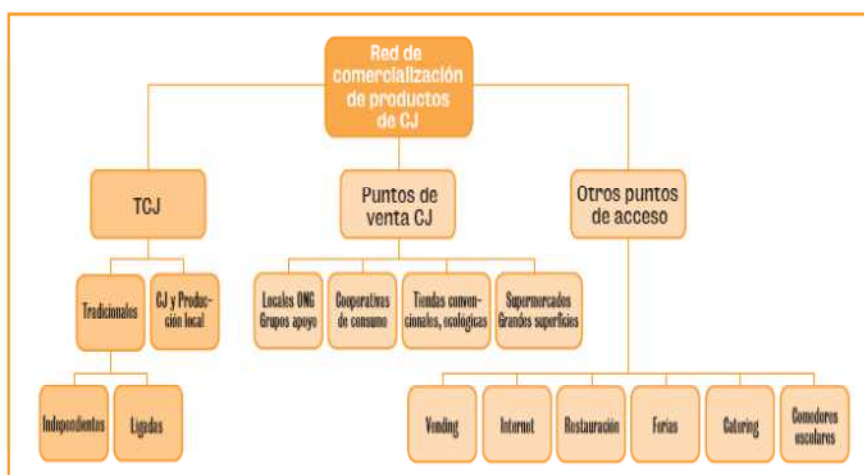 Red de
comercialización
de productos
de CJ
TCJ
Puntos de
venta CJ
Otros puntos
de acceso
Tradicionales
CJ y Produc-
ción local
Locales ONG
Grupos apoyo
Cooperativas
de consumo
Tiendas conven-
cionales, ecológicas
Supermercados
Grandes superficies
Independientes
Ligadas
Vending
Internet
Restauración
Ferias
Catering
Comedores
escolares